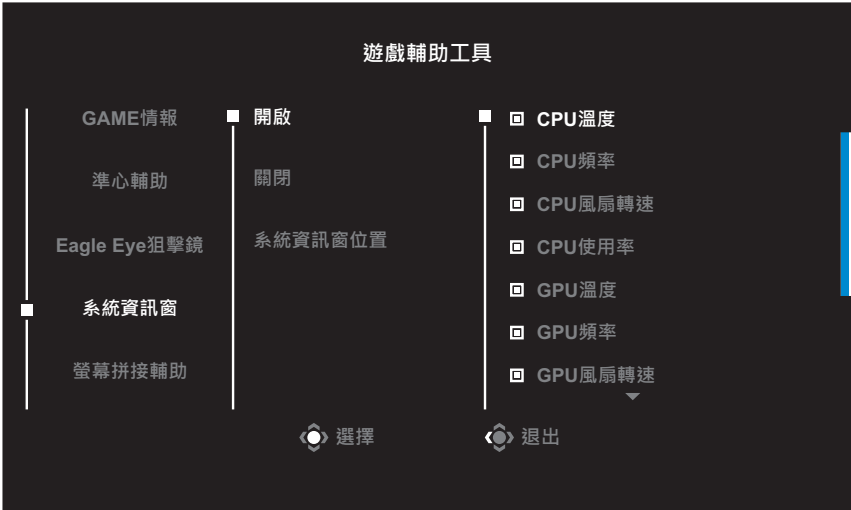 遊戲輔助工具
GAME情報
準心輔助
Eagle Eye狙擊鏡
系統資訊窗
螢幕拼接輔助
開啟
關閉
系統資訊窗位置
CPU溫度
CPU頻率
CPU風扇轉速
CPU使用率
GPU溫度
GPU頻率
GPU風扇轉速
選擇
退出